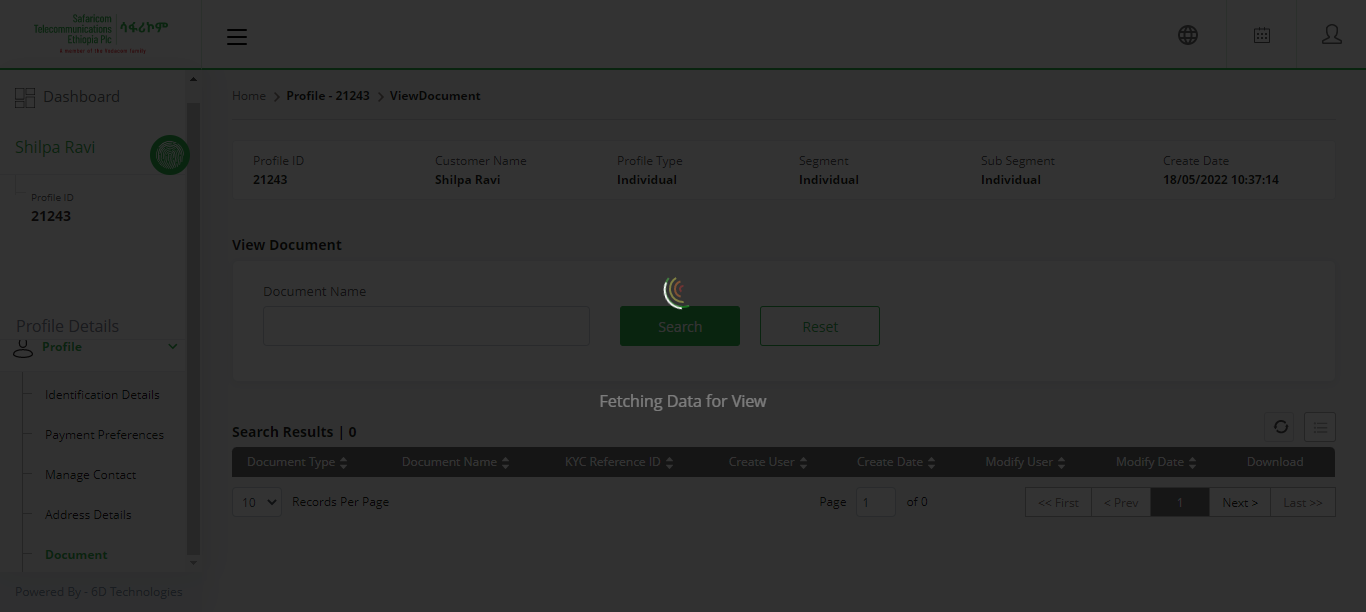 Safaricom
Telecommunications
Ethiopia Plc
ሳፋሪኮም
A member of the Vodacom family
Dashboard
Shilpa Ravi
Profile ID
21243
Profile Details
Profile
Identification Details
Payment Preferences
Manage Contact
Address Details
Document
Powered By - 6D Technologies
Home > Profile - 21243 > ViewDocument
Profile ID Customer Name Profile Type Segment Sub Segment Create Date
21243 Shilpa Ravi Individual Individual Individual 18/05/2022 10:37:14
View Document
Document Name
Search Reset
Fetching Data for View
Search Results | 0
Document Type Document Name KYC Reference ID Create User Create Date Modify User Modify Date Download
10 Records Per Page Page 1 of 0 << First < Prev 1 Next > Last >>